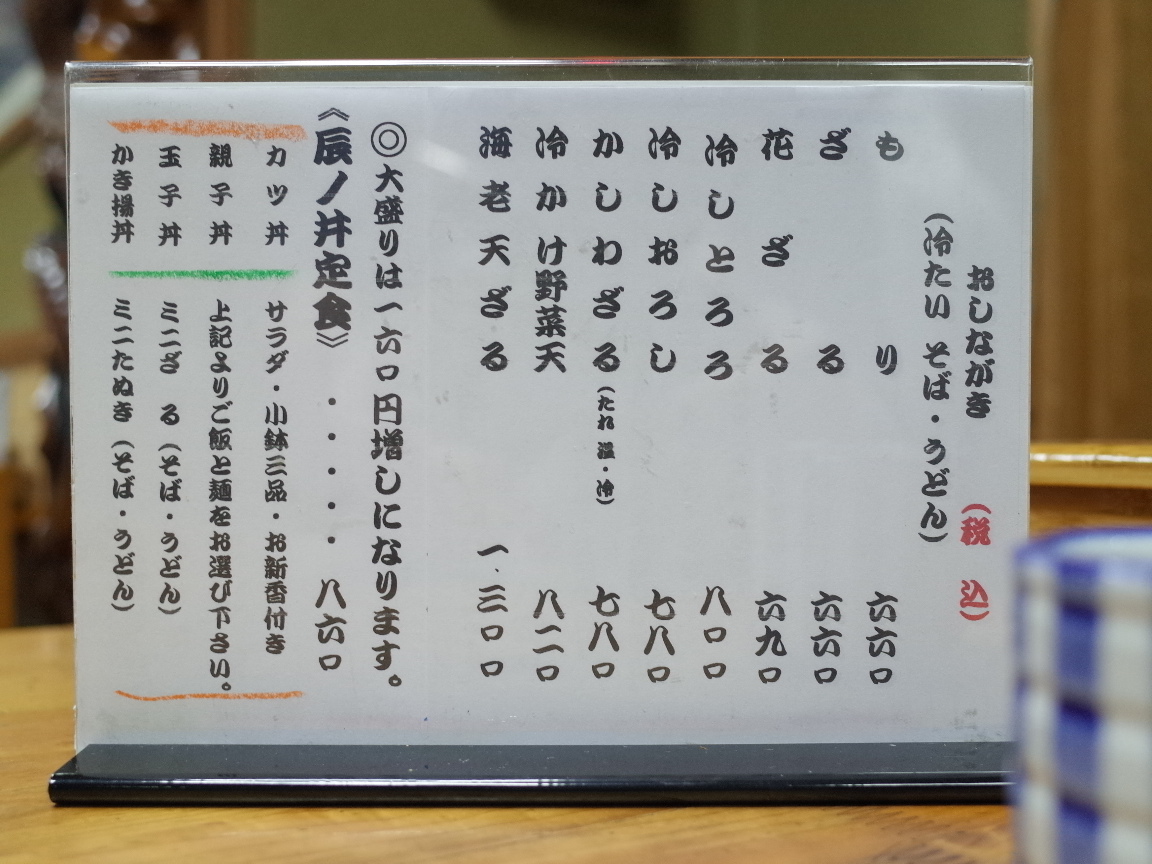 おしながき (税込)
(冷たい そば・うどん)
もり 六六〇
ざる 六六〇
花ざる 六九〇
冷しとろろ 八〇〇
冷しおろし 七八〇
かしわざる(たれ 温・冷) 七八〇
冷かけ野菜天 八二〇
海老天ざる 一.三〇〇
◎大盛りは一六〇円増しになります。
《辰ノ井定食》・・・・・八六〇
カツ丼 サラダ・小鉢三品・お新香付き
親子丼 上記よりご飯と麺をお選び下さい。
玉子丼 ミニざる(そば・うどん)
かき揚丼 ミニたぬき(そば・うどん)